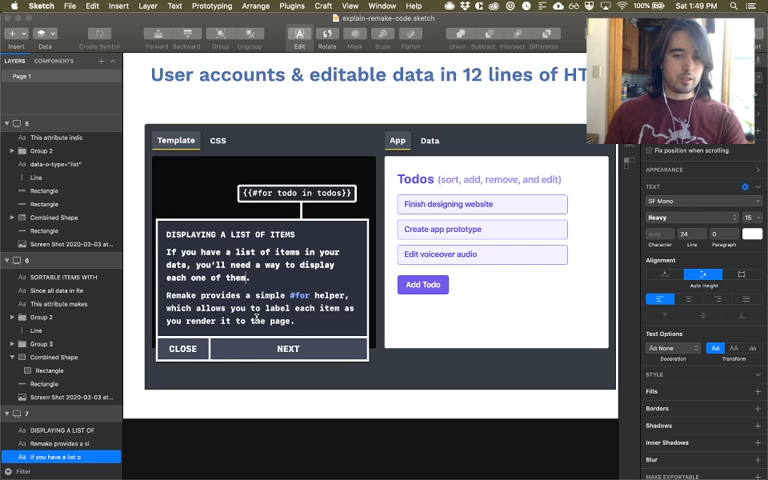 Sketch File Edit Insert Layer Text Prototyping Arrange Plugins Craft View Window Help
100% Sat 1:49 PM
explain-remake-code.sketch
Insert Data Create Symbol Forward Backward Group Ungroup Edit Rotate Mask Scale Flatten Union Subtract Intersect Difference
LAYERS COMPONENTS
Page 1
5
This attribute indic
Group 2
data-o-type="list"
Line
Rectangle
Rectangle
Combined Shape
Rectangle
Screen Shot 2020-03-03 at
6
SORTABLE ITEMS WITH
Since all data in Re
This attribute makes
Group 2
Line
Group 3
Combined Shape
Rectangle
Rectangle
Screen Shot 2020-03-03 at
7
DISPLAYING A LIST OF
Remake provides a si
If you have a list o
Filter
User accounts & editable data in 12 lines of HT
Template CSS
{{#for todo in todos}}
DISPLAYING A LIST OF ITEMS
If you have a list of items in your
data, you'll need a way to display
each one of them.
Remake provides a simple #for helper,
which allows you to label each item as
you render it to the page.
CLOSE NEXT
App Data
Todos (sort, add, remove, and edit)
Finish designing website
Create app prototype
Edit voiceover audio
Add Todo
Fix position when scrolling
APPEARANCE
TEXT
SF Mono
Heavy 15
auto 24 0
Character Line Paragraph
Alignment
Auto Height
Text Options
Aa None AA aa
Decoration Transform
STYLE
Fills
Borders
Shadows
Inner Shadows
Blur
MAKE EXPORTABLE